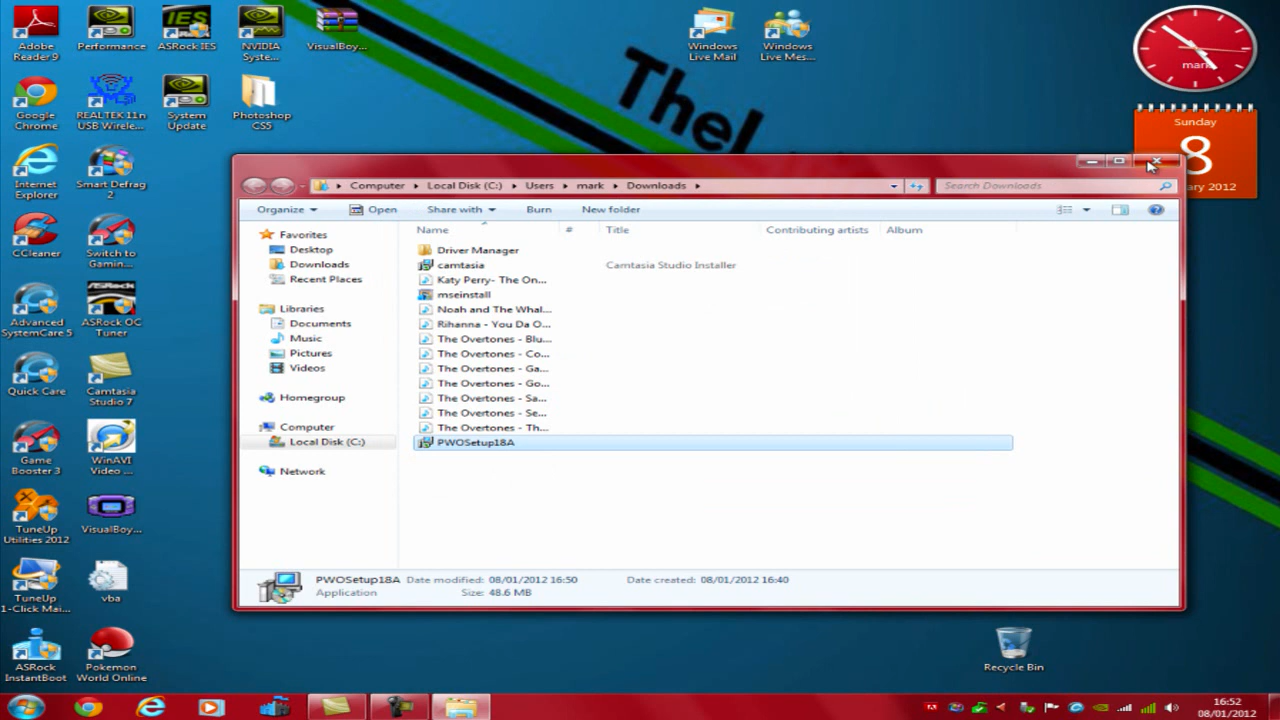 Adobe
Reader 9
Performance
ASRock IES
NVIDIA
Syste...
VisualBoy...
Windows
Live Mail
Windows
Live Mes...
mark
Google
Chrome
REALTEK 11n
USB Wirele...
System
Update
Photoshop
CS5
The
Sunday
8
ary 2012
Internet
Explorer
Smart Defrag
2
CCleaner
Switch to
Gamin...
Advanced
SystemCare 5
ASRock OC
Tuner
Quick Care
Camtasia
Studio 7
Game
Booster 3
WinAVI
Video ...
TuneUp
Utilities 2012
VisualBoy...
TuneUp
1-Click Mai...
vba
ASRock
InstantBoot
Pokemon
World Online
Computer Local Disk (C:) Users mark Downloads
Search Downloads
Organize Open Share with Burn New folder
Favorites
Desktop
Downloads
Recent Places
Libraries
Documents
Music
Pictures
Videos
Homegroup
Computer
Local Disk (C:)
Network
Name # Title Contributing artists Album
Driver Manager
camtasia Camtasia Studio Installer
Katy Perry- The On...
mseinstall
Noah and The Whal...
Rihanna - You Da O...
The Overtones - Blu...
The Overtones - Co...
The Overtones - Ga...
The Overtones - Go...
The Overtones - Sa...
The Overtones - Se...
The Overtones - Th...
PWOSetup18A
PWOSetup18A Date modified: 08/01/2012 16:50 Date created: 08/01/2012 16:40
Application Size: 48.6 MB
Recycle Bin
16:52
08/01/2012